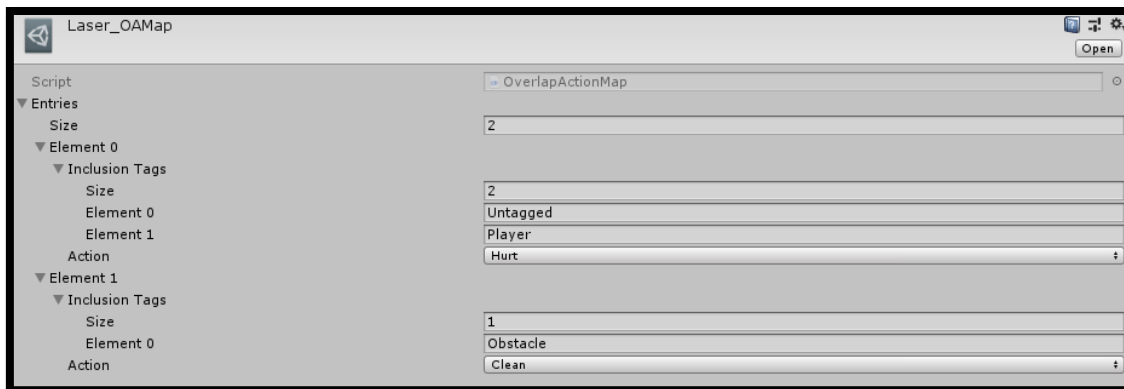 Laser_OAMap
Open
Script OverlapActionMap
Entries
Size 2
Element 0
Inclusion Tags
Size 2
Element 0 Untagged
Element 1 Player
Action Hurt
Element 1
Inclusion Tags
Size 1
Element 0 Obstacle
Action Clean